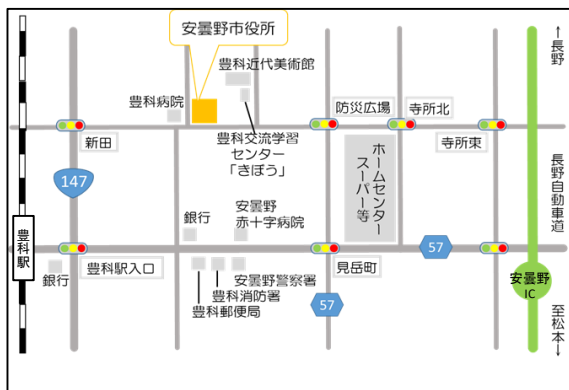 安曇野市役所
←長野
豊科近代美術館
豊科病院
防災広場
寺所北
新田
豊科交流学習
センター
「きぼう」
寺所東
ホームセンター
スーパー等
長野自動車道
147
銀行
安曇野
赤十字病院
57
豊科駅
豊科駅入口
見岳町
安曇野
IC
銀行
安曇野警察署
豊科消防署
豊科郵便局
57
至松本→